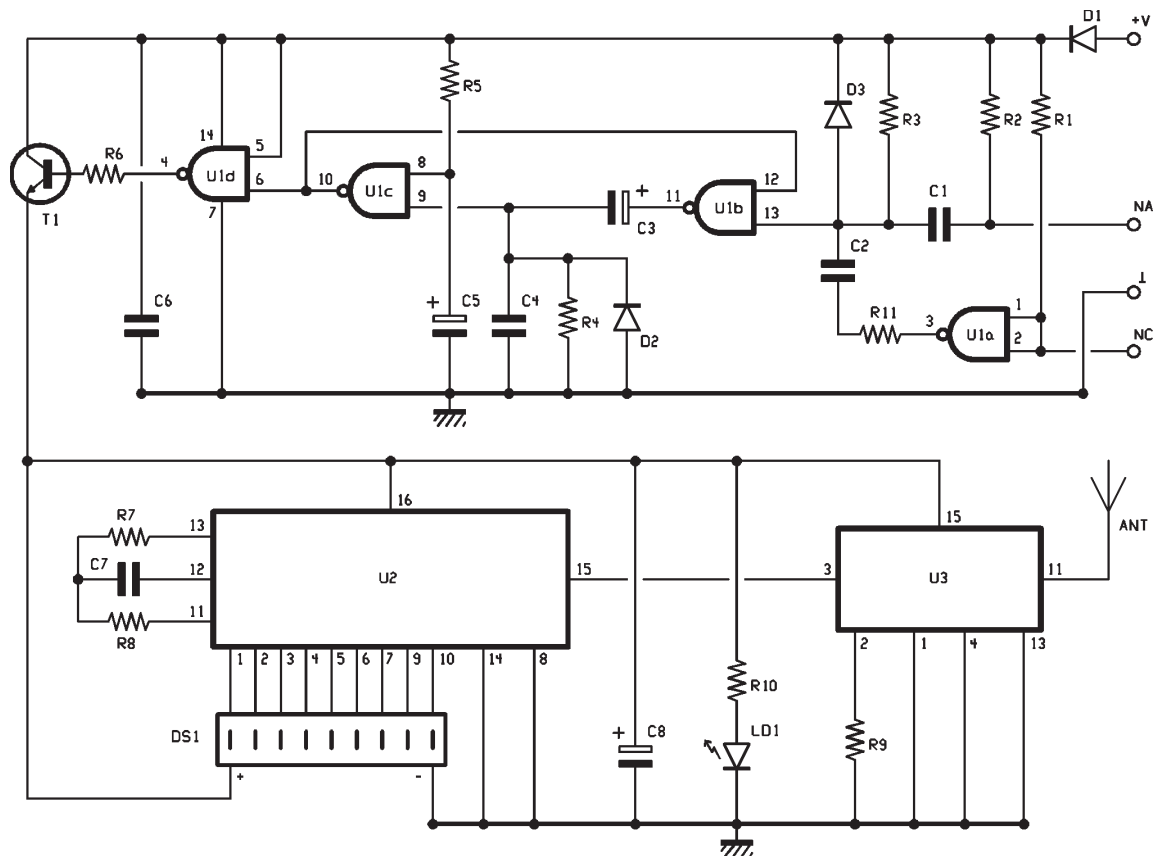 D1
+V
R5
D3
R3
R2
R1
14
5
R6
4
U1d
6
10
U1c
8
9
12
11
U1b
13
+
C3
C1
NA
T1
7
C2
⊥
C6
+
C5
C4
R4
D2
R11
3
U1a
1
2
NC
16
15
ANT
R7
13
C7
12
U2
15
3
U3
11
11
R8
1 2 3 4 5 6 7 9 10 14 8
2 1 4 13
R10
DS1
+
C8
LD1
R9
+ -